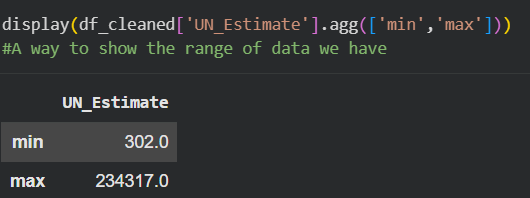 display(df_cleaned['UN_Estimate'].agg(['min','max']))
#A way to show the range of data we have
UN_Estimate
min 302.0
max 234317.0